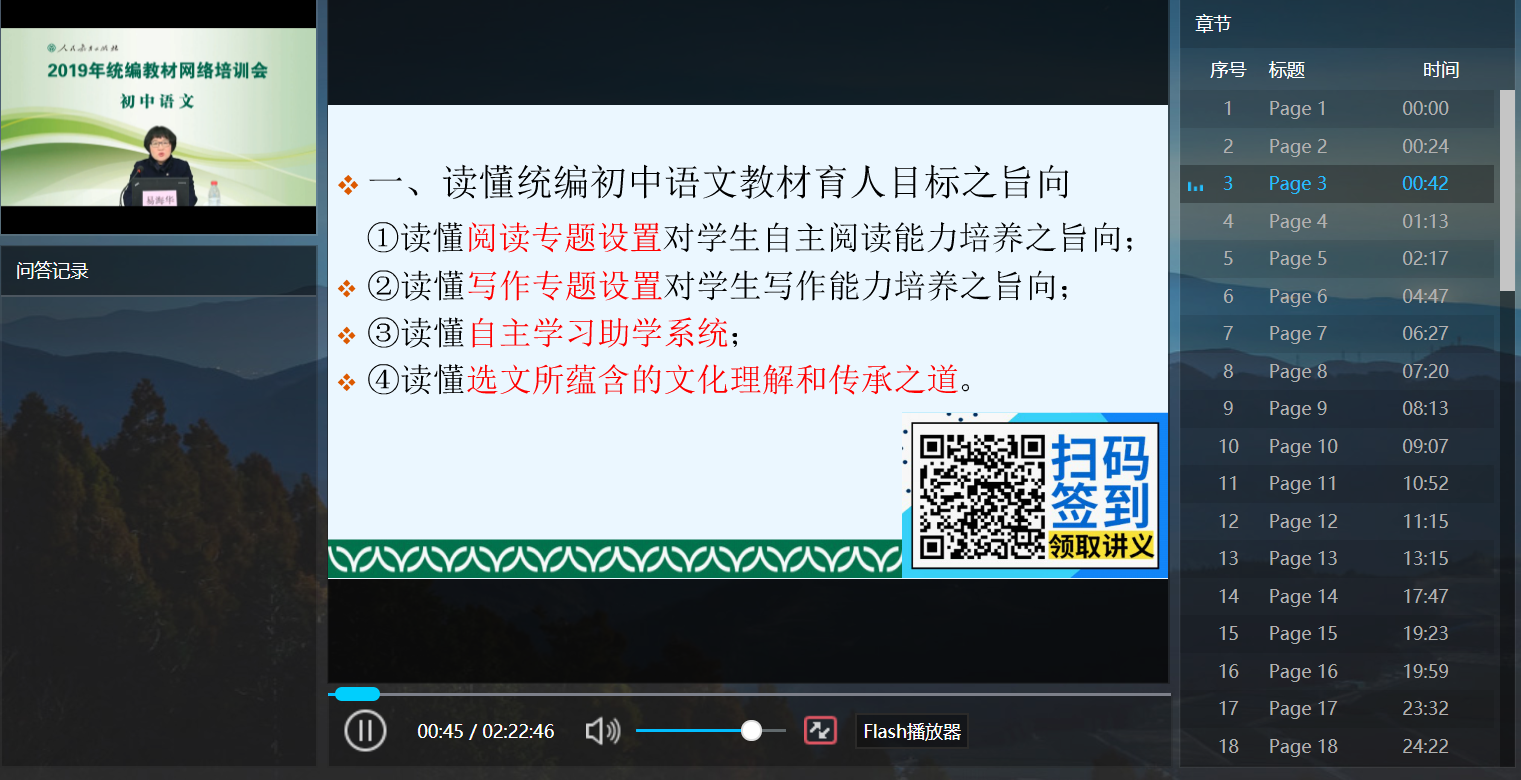 人民教育出版社
2019年统编教材网络培训会
初中语文
易海华
问答记录
一、读懂统编初中语文教材育人目标之旨向
①读懂阅读专题设置对学生自主阅读能力培养之旨向；
②读懂写作专题设置对学生写作能力培养之旨向；
③读懂自主学习助学系统；
④读懂选文所蕴含的文化理解和传承之道。
扫码
签到
领取讲义
00:45 / 02:22:46
Flash播放器
章节
序号 标题 时间
1 Page 1 00:00
2 Page 2 00:24
3 Page 3 00:42
4 Page 4 01:13
5 Page 5 02:17
6 Page 6 04:47
7 Page 7 06:27
8 Page 8 07:20
9 Page 9 08:13
10 Page 10 09:07
11 Page 11 10:52
12 Page 12 11:15
13 Page 13 13:15
14 Page 14 17:47
15 Page 15 19:23
16 Page 16 19:59
17 Page 17 23:32
18 Page 18 24:22